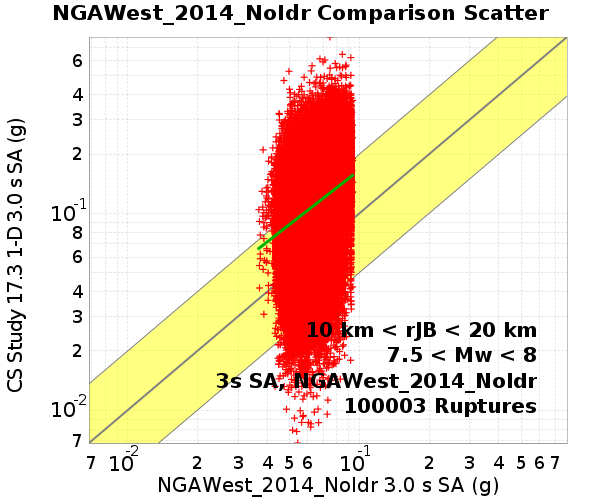 NGAWest_2014_NoIdr Comparison Scatter
CS Study 17.3 1-D 3.0 s SA (g)
6
4
3
2
10-1
8
6
4
3
2
10-2
7
10 km < rJB < 20 km
7.5 < Mw < 8
3s SA, NGAWest_2014_NoIdr
100003 Ruptures
7 10-2 2 3 4 5 6 10-1 2 3 4 5 6 7
NGAWest_2014_NoIdr 3.0 s SA (g)